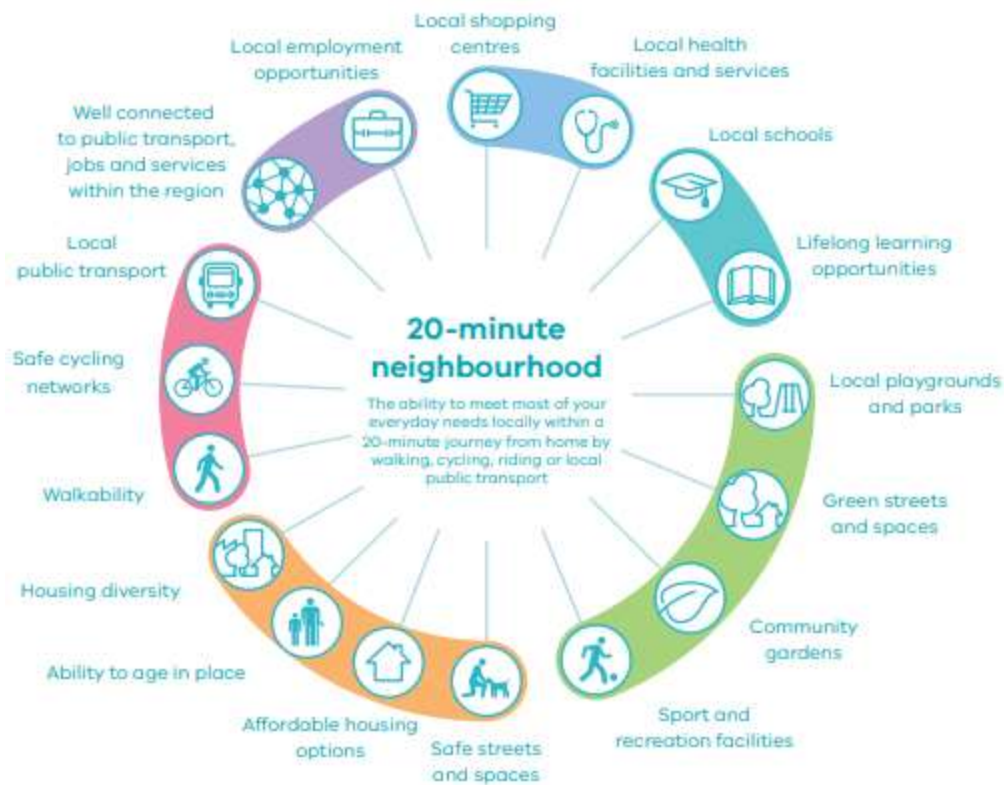 Local shopping
centres
Local health
facilities and services
Local schools
Lifelong learning
opportunities
Local playgrounds
and parks
Green streets
and spaces
Community
gardens
Sport and
recreation facilities
Safe streets
and spaces
Affordable housing
options
Ability to age in place
Housing diversity
Walkability
Safe cycling
networks
Local
public transport
Well connected
to public transport,
jobs and services
within the region
Local employment
opportunities
20-minute
neighbourhood
The ability to meet most of your
everyday needs locally within a
20-minute journey from home by
walking, cycling, riding or local
public transport